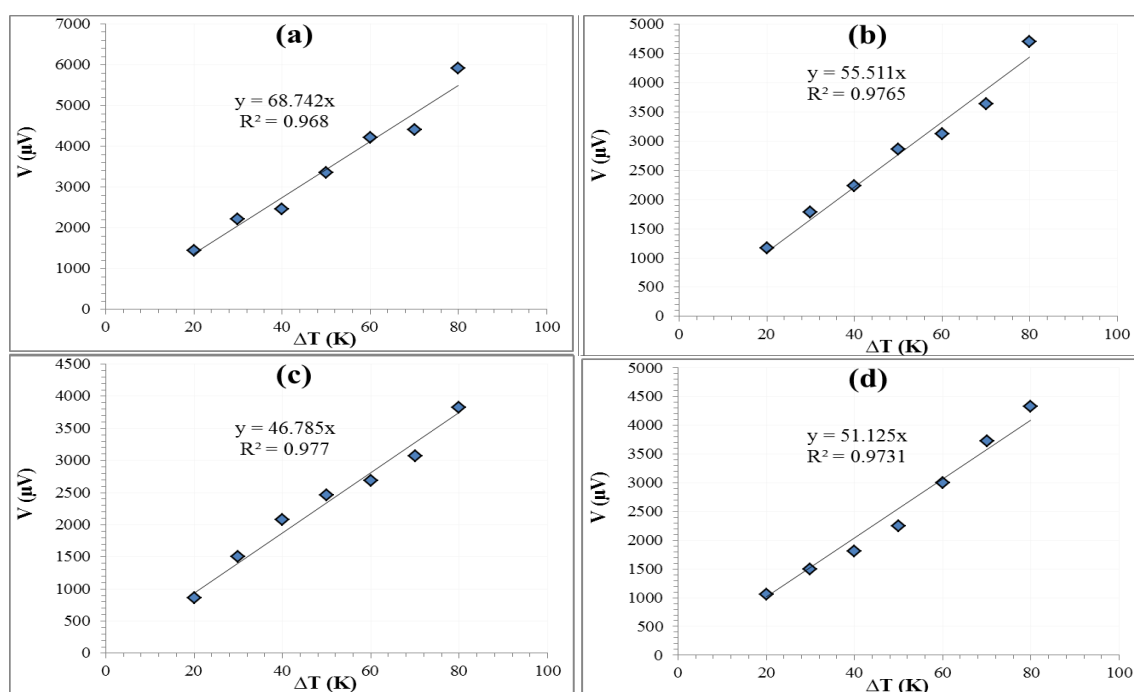 (a)
y = 68.742x
R² = 0.968
V (µV)
7000
6000
5000
4000
3000
2000
1000
0
0 20 40 60 80 100
ΔT (K)
(b)
y = 55.511x
R² = 0.9765
V (µV)
5000
4500
4000
3500
3000
2500
2000
1500
1000
500
0
0 20 40 60 80 100
ΔT (K)
(c)
y = 46.785x
R² = 0.977
V (µV)
4500
4000
3500
3000
2500
2000
1500
1000
500
0
0 20 40 60 80 100
ΔT (K)
(d)
y = 51.125x
R² = 0.9731
V (µV)
5000
4500
4000
3500
3000
2500
2000
1500
1000
500
0
0 20 40 60 80 100
ΔT (K)